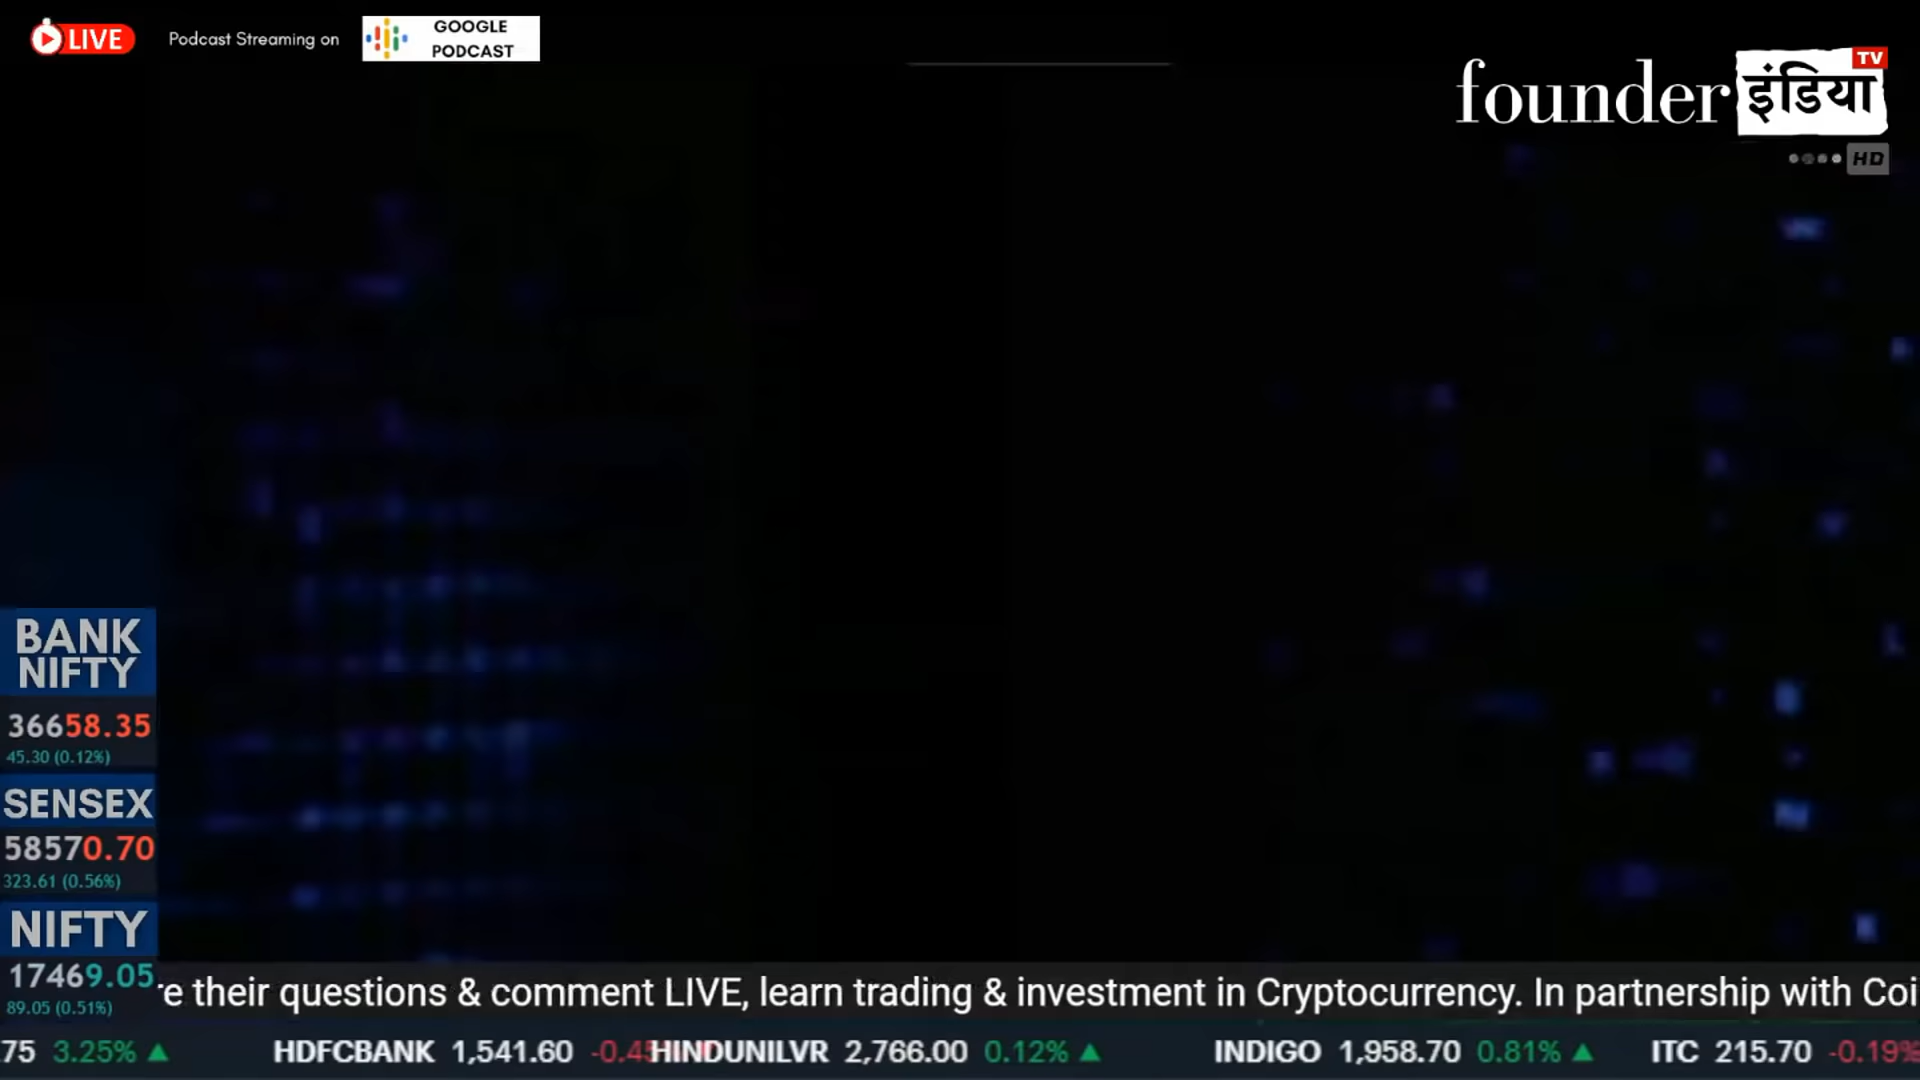 LIVE
Podcast Streaming on
GOOGLE
PODCAST
founder इंडिया
TV
HD
BANK
NIFTY
36658.35
45.30 (0.12%)
SENSEX
58570.70
323.61 (0.56%)
NIFTY
17469.05
89.05 (0.51%)
e their questions & comment LIVE, learn trading & investment in Cryptocurrency. In partnership with Coi
75 3.25% ▲ HDFCBANK 1,541.60 HINDUNILVR 2,766.00 0.12% ▲ INDIGO 1,958.70 0.81% ▲ ITC 215.70 -0.19%